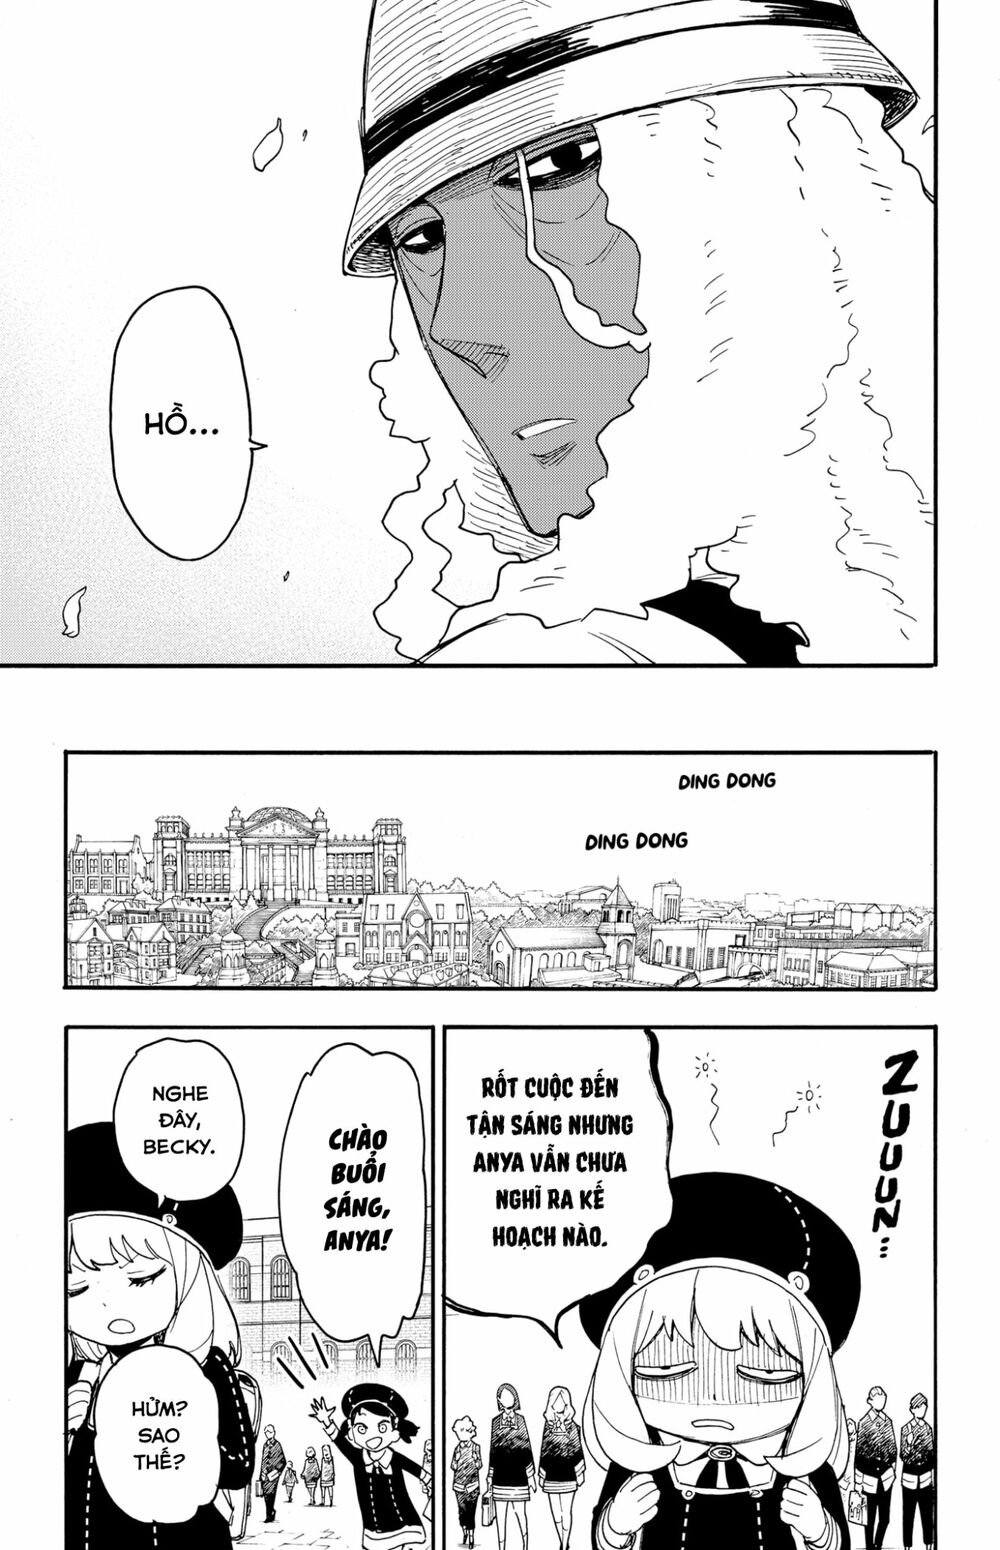 HỒ...
DING DONG
DING DONG
ZUUUN...
RỐT CUỘC ĐẾN
TẬN SÁNG NHƯNG
ANYA VẪN CHƯA
NGHĨ RA KẾ
HOẠCH NÀO.
CHÀO
BUỔI
SÁNG,
ANYA!
NGHE
ĐÂY,
BECKY.
HỬM?
SAO
THẾ?